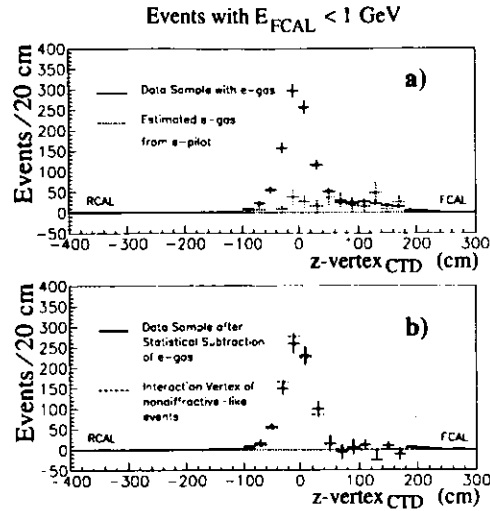 Events with E_FCAL < 1 GeV
Events/20 cm
400
350
300
250
200
150
100
50
0
-50
a)
Data Sample with e-gas
Estimated e-gas
from e-pilot
RCAL
FCAL
-400 -300 -200 -100 0 100 200 300
z-vertex_CTD (cm)
Events/20 cm
400
350
300
250
200
150
100
50
0
-50
b)
Data Sample after
Statistical Subtraction
of e-gas
Interaction Vertex of
nondiffractive-like
events
RCAL
FCAL
-400 -300 -200 -100 0 100 200 300
z-vertex_CTD (cm)